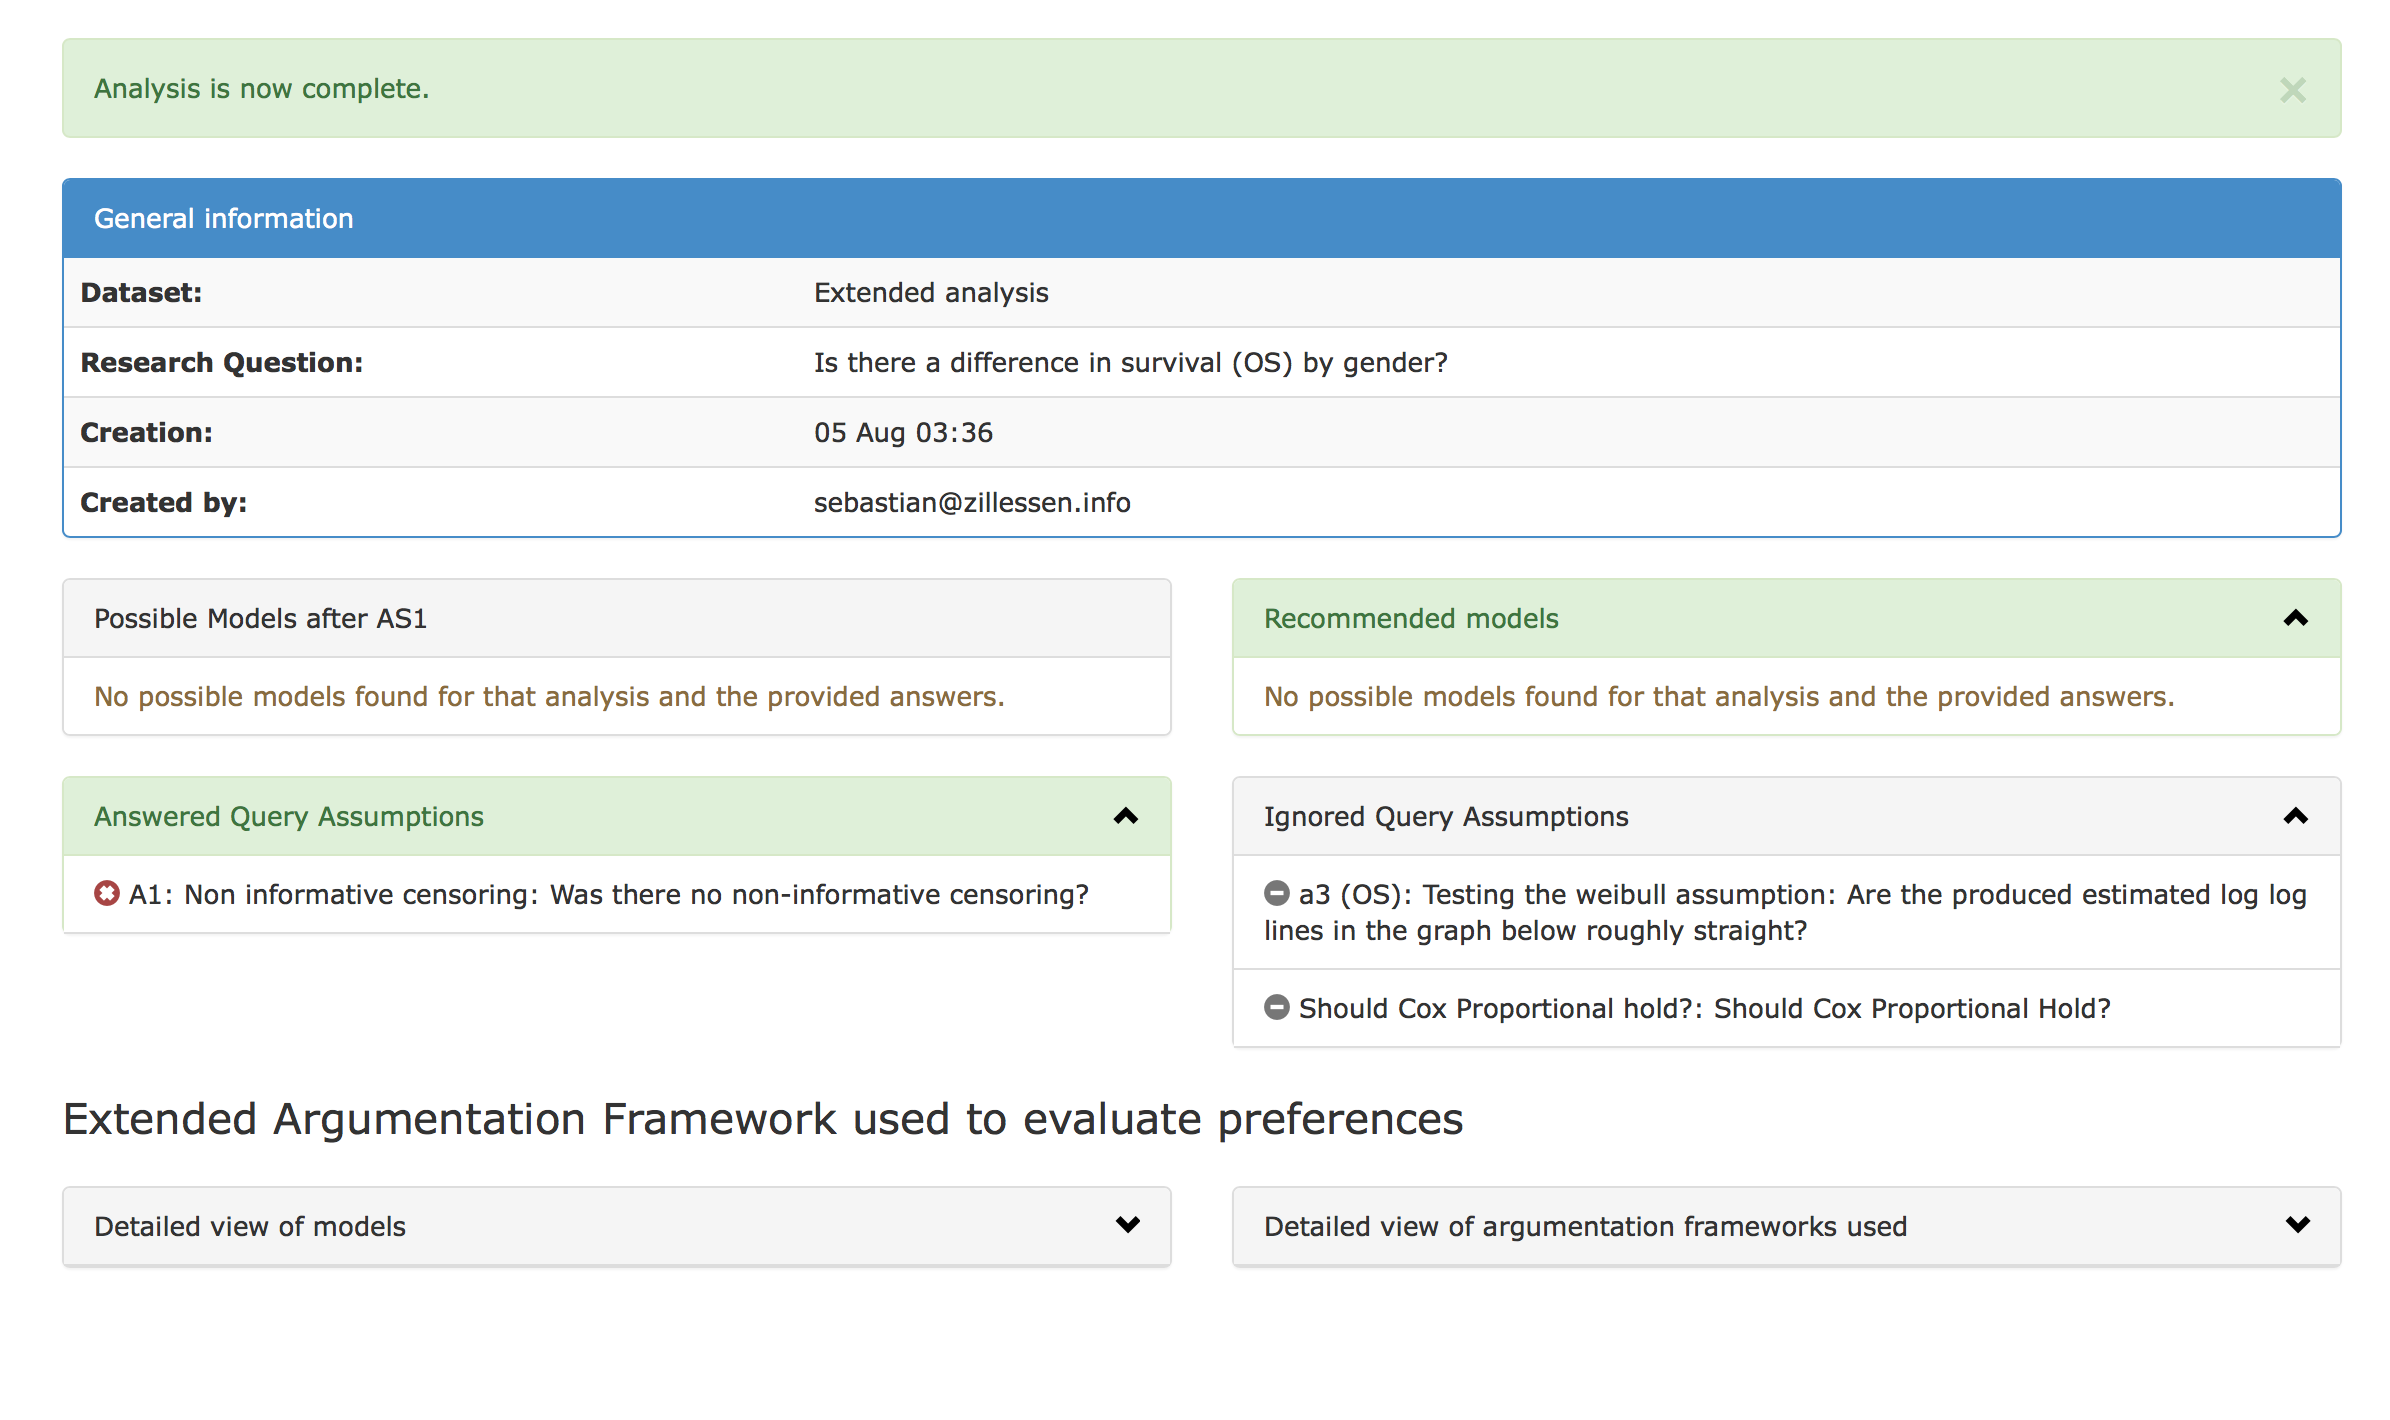 Analysis is now complete.
General information
Dataset: Extended analysis
Research Question: Is there a difference in survival (OS) by gender?
Creation: 05 Aug 03:36
Created by: sebastian@zillessen.info
Possible Models after AS1
No possible models found for that analysis and the provided answers.
Recommended models
No possible models found for that analysis and the provided answers.
Answered Query Assumptions
A1: Non informative censoring: Was there no non-informative censoring?
Ignored Query Assumptions
a3 (OS): Testing the weibull assumption: Are the produced estimated log log
lines in the graph below roughly straight?
Should Cox Proportional hold?: Should Cox Proportional Hold?
Extended Argumentation Framework used to evaluate preferences
Detailed view of models
Detailed view of argumentation frameworks used